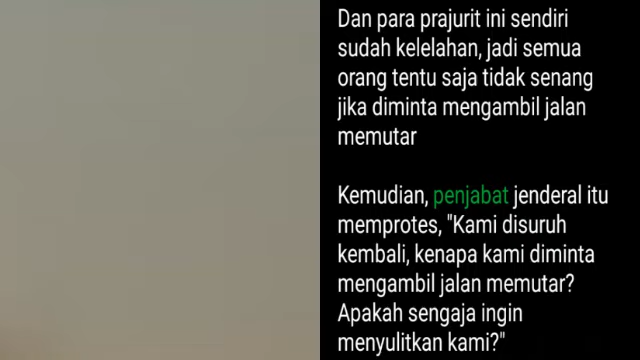 Dan para prajurit ini sendiri
sudah kelelahan, jadi semua
orang tentu saja tidak senang
jika diminta mengambil jalan
memutar
Kemudian, penjabat jenderal itu
memprotes, "Kami disuruh
kembali, kenapa kami diminta
mengambil jalan memutar?
Apakah sengaja ingin
menyulitkan kami?"